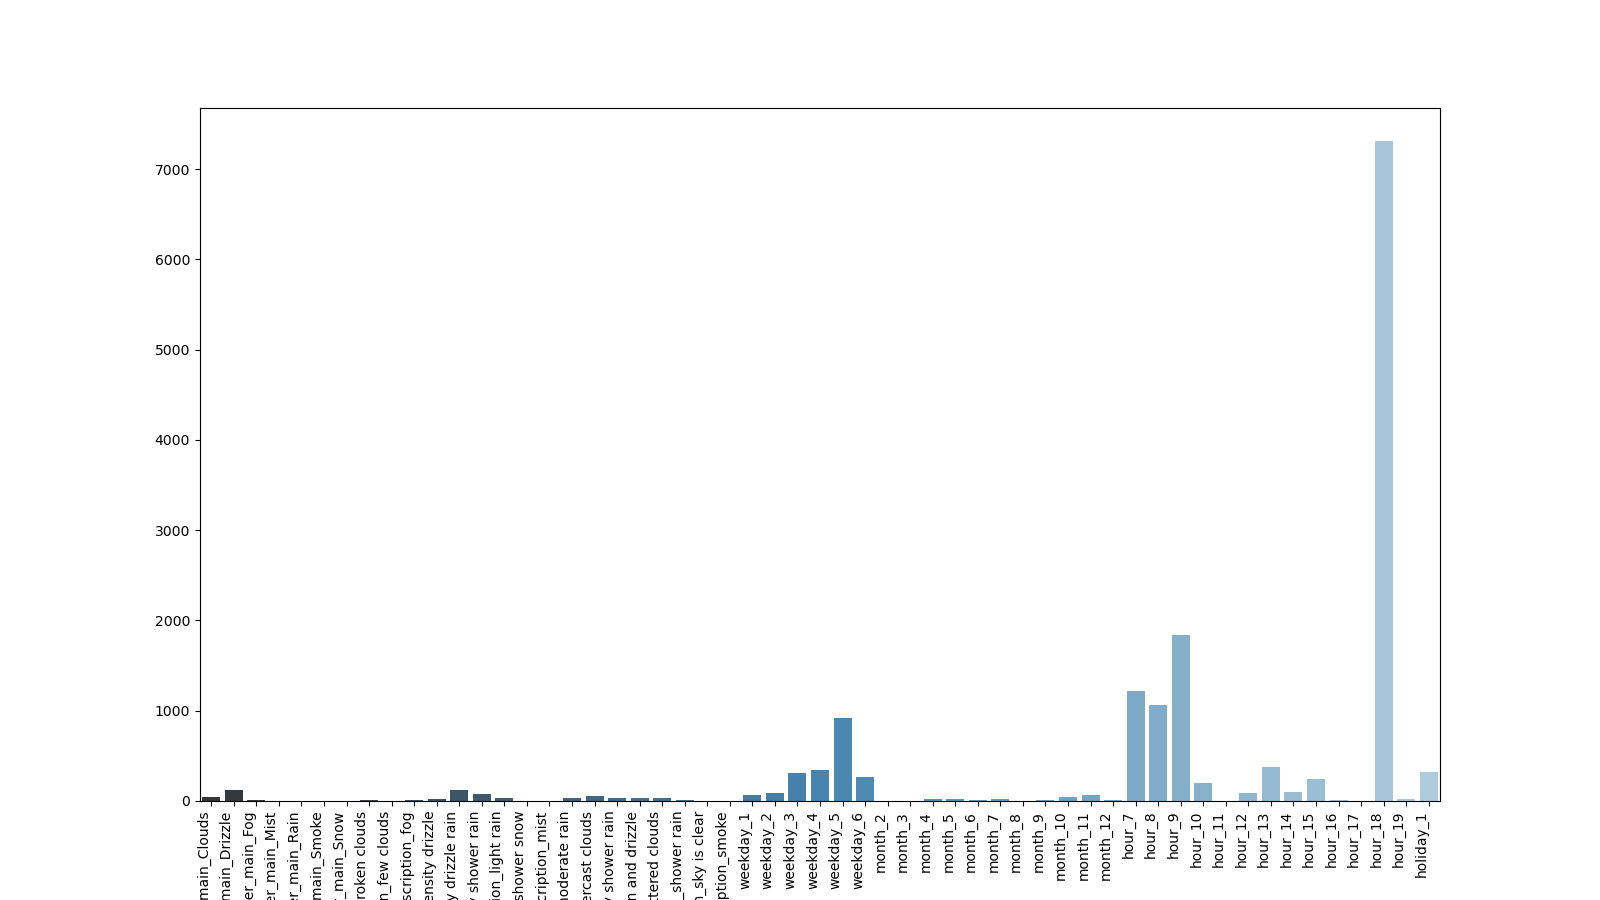 7000
6000
5000
4000
3000
2000
1000
0
main_Clouds
main_Drizzle
er_main_Fog
er_main_Mist
er_main_Rain
main_Smoke
r_main_Snow
roken clouds
n_few clouds
scription_fog
ensity drizzle
y drizzle rain
y shower rain
ion_light rain
shower snow
cription_mist
moderate rain
ercast clouds
y shower rain
n and drizzle
ttered clouds
_shower rain
n_sky is clear
ption_smoke
weekday_1
weekday_2
weekday_3
weekday_4
weekday_5
weekday_6
month_2
month_3
month_4
month_5
month_6
month_7
month_8
month_9
month_10
month_11
month_12
hour_7
hour_8
hour_9
hour_10
hour_11
hour_12
hour_13
hour_14
hour_15
hour_16
hour_17
hour_18
hour_19
holiday_1